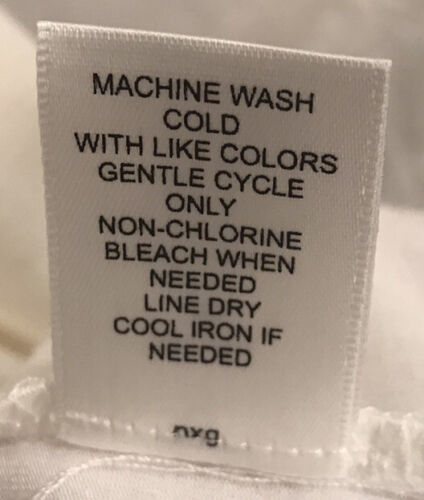 MACHINE WASH
COLD
WITH LIKE COLORS
GENTLE CYCLE
ONLY
NON-CHLORINE
BLEACH WHEN
NEEDED
LINE DRY
COOL IRON IF
NEEDED
nxg